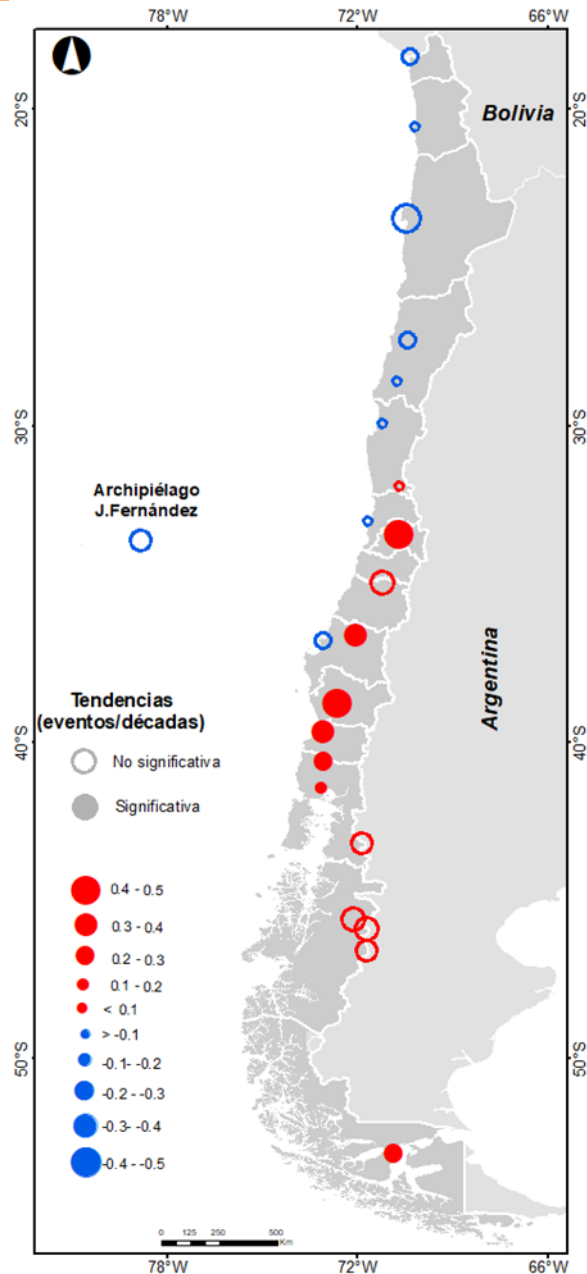 78°W 72°W 66°W
20°S
20°S
Bolivia
30°S
30°S
Archipiélago
J.Fernández
Argentina
Tendencias
(eventos/décadas)
40°S
40°S
No significativa
Significativa
0.4 - 0.5
0.3 - 0.4
0.2 - 0.3
0.1 - 0.2
< 0.1
> -0.1
-0.1- -0.2
-0.2 - -0.3
-0.3- -0.4
-0.4 - -0.5
50°S
50°S
0 125 250 500
Km
78°W 72°W 66°W